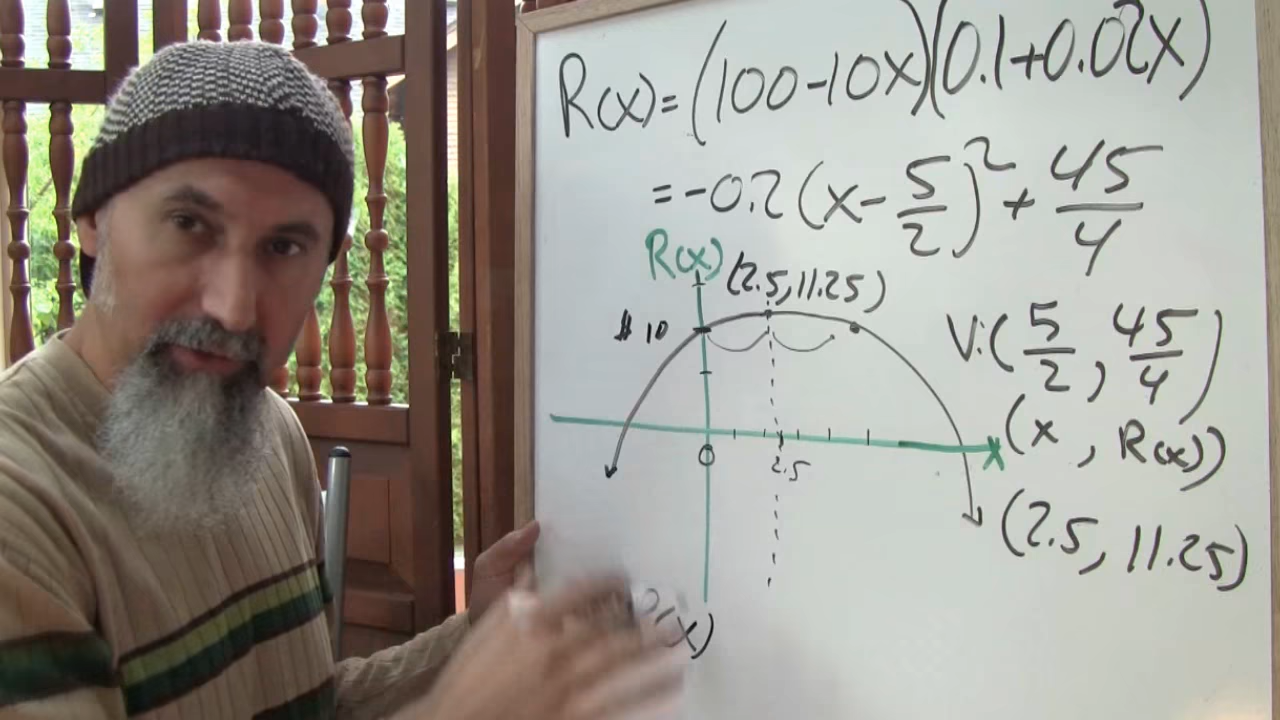 R(x)=(100-10x)(0.1+0.02x)
=-0.2(x-5/2)²+45/4
R(x)
(2.5,11.25)
$10
V:(5/2, 45/4)
(x, R(x))
x
0
2.5
(2.5, 11.25)